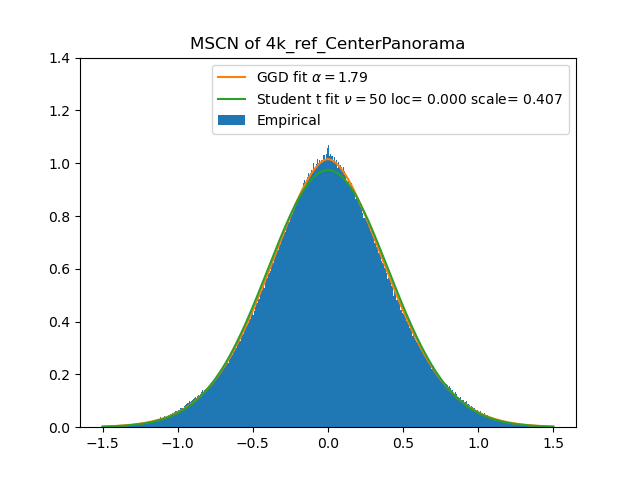 MSCN of 4k_ref_CenterPanorama
GGD fit α = 1.79
Student t fit ν = 50 loc= 0.000 scale= 0.407
Empirical
1.4
1.2
1.0
0.8
0.6
0.4
0.2
0.0
−1.5 −1.0 −0.5 0.0 0.5 1.0 1.5